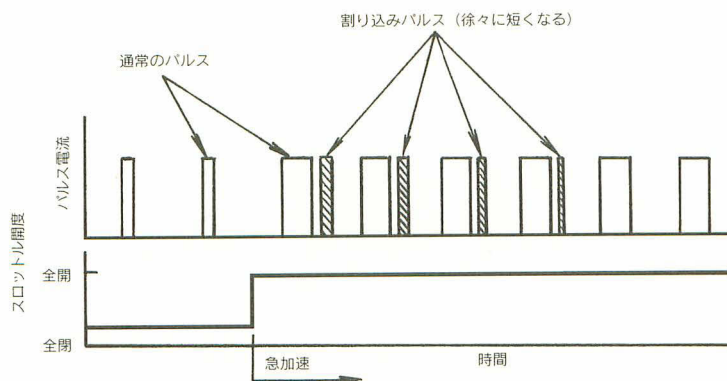 割り込みパルス（徐々に短くなる）
通常のパルス
パルス電流
スロットル開度
全開
全閉
急加速
時間